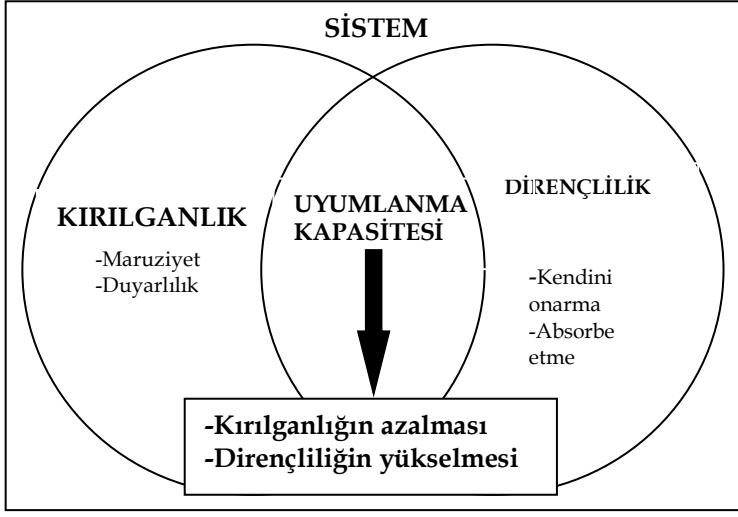 SİSTEM
KIRILGANLIK
-Maruziyet
-Duyarlılık
UYUMLANMA
KAPASİTESİ
DİRENÇLİLİK
-Kendini
onarma
-Absorbe
etme
-Kırılganlığın azalması
-Dirençliliğin yükselmesi